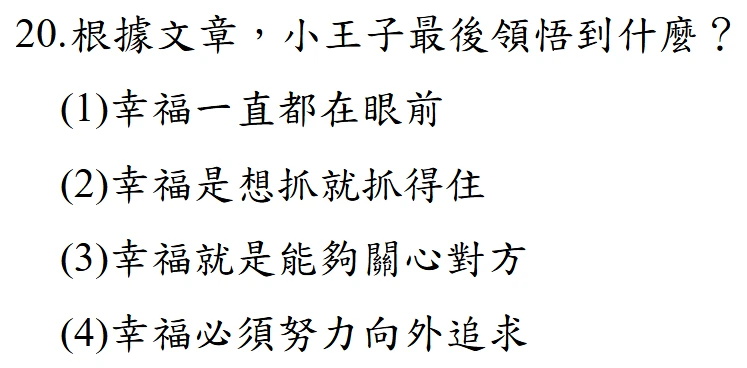 20.根據文章，小王子最後領悟到什麼？
(1)幸福一直都在眼前
(2)幸福是想抓就抓得住
(3)幸福就是能夠關心對方
(4)幸福必須努力向外追求